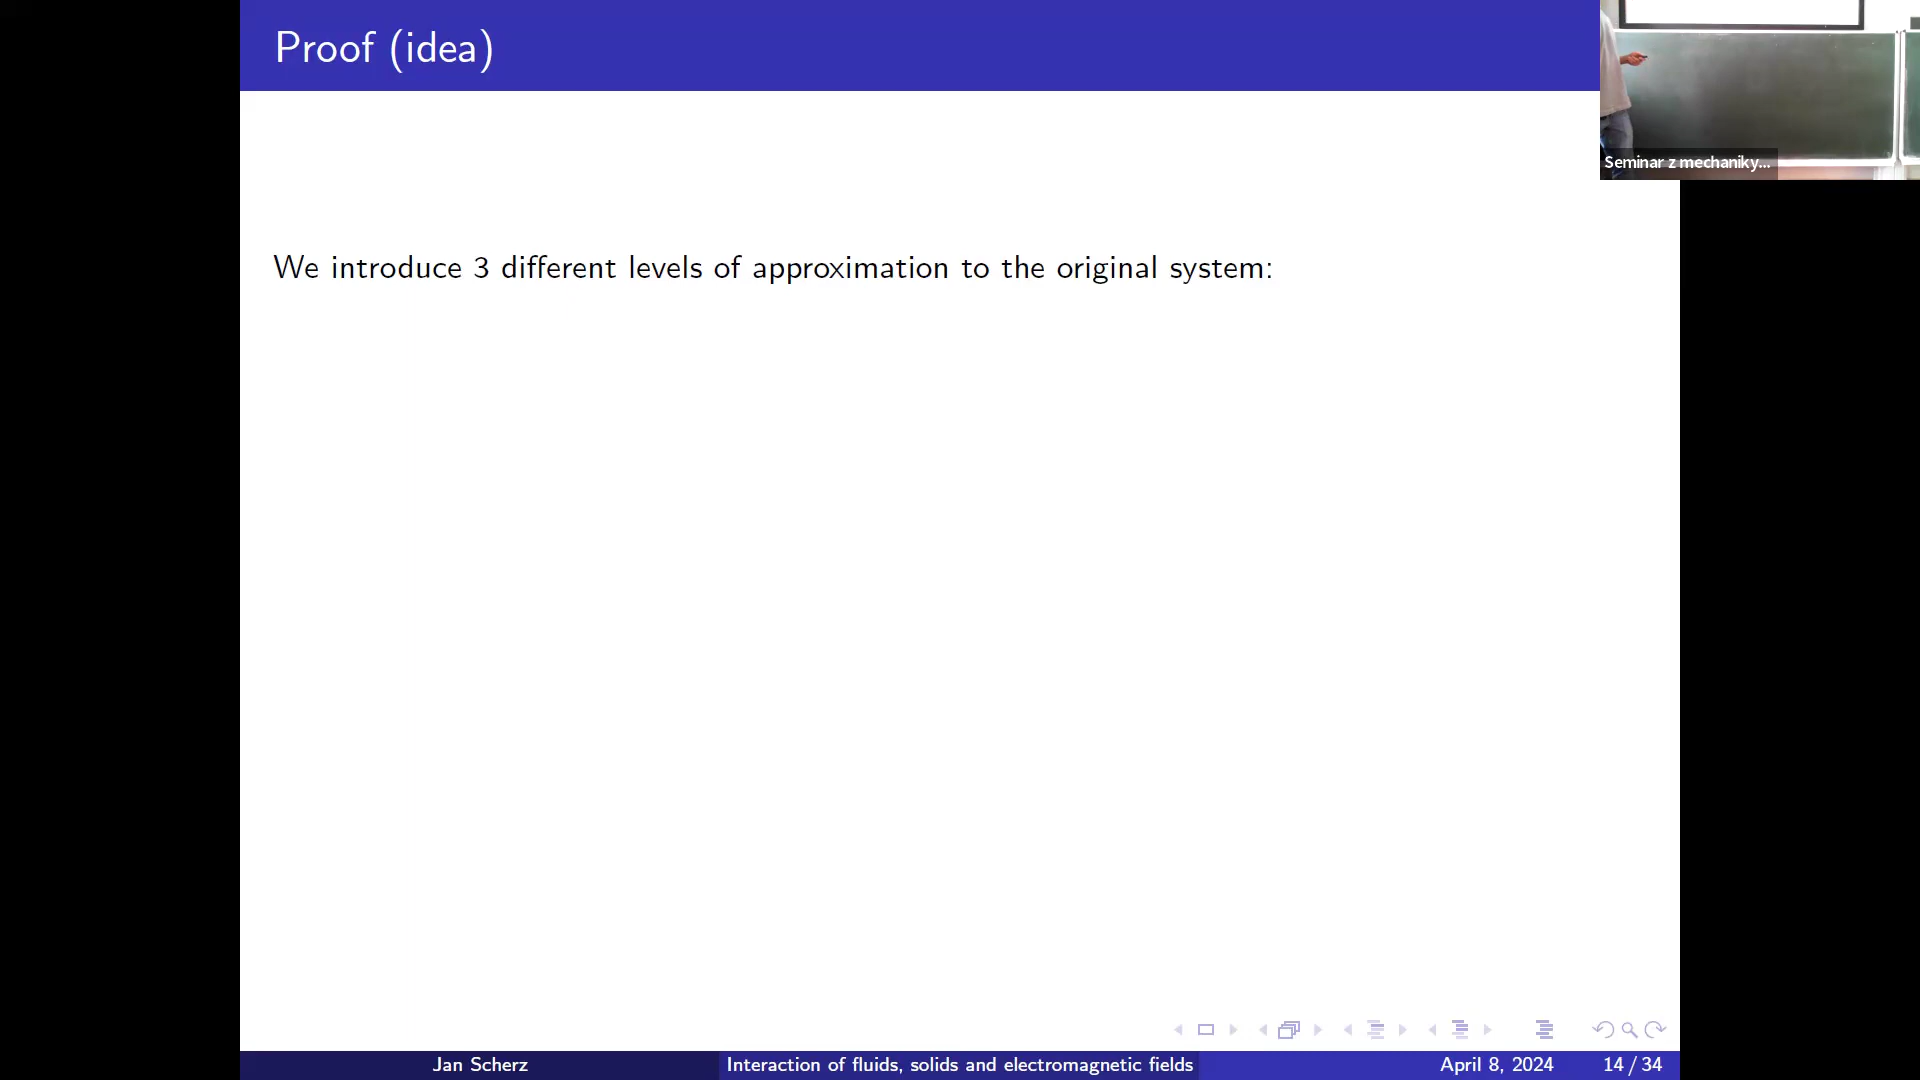 Proof (idea)
Seminar z mechaniky...
We introduce 3 different levels of approximation to the original system:
Jan Scherz
Interaction of fluids, solids and electromagnetic fields
April 8, 2024
14 / 34